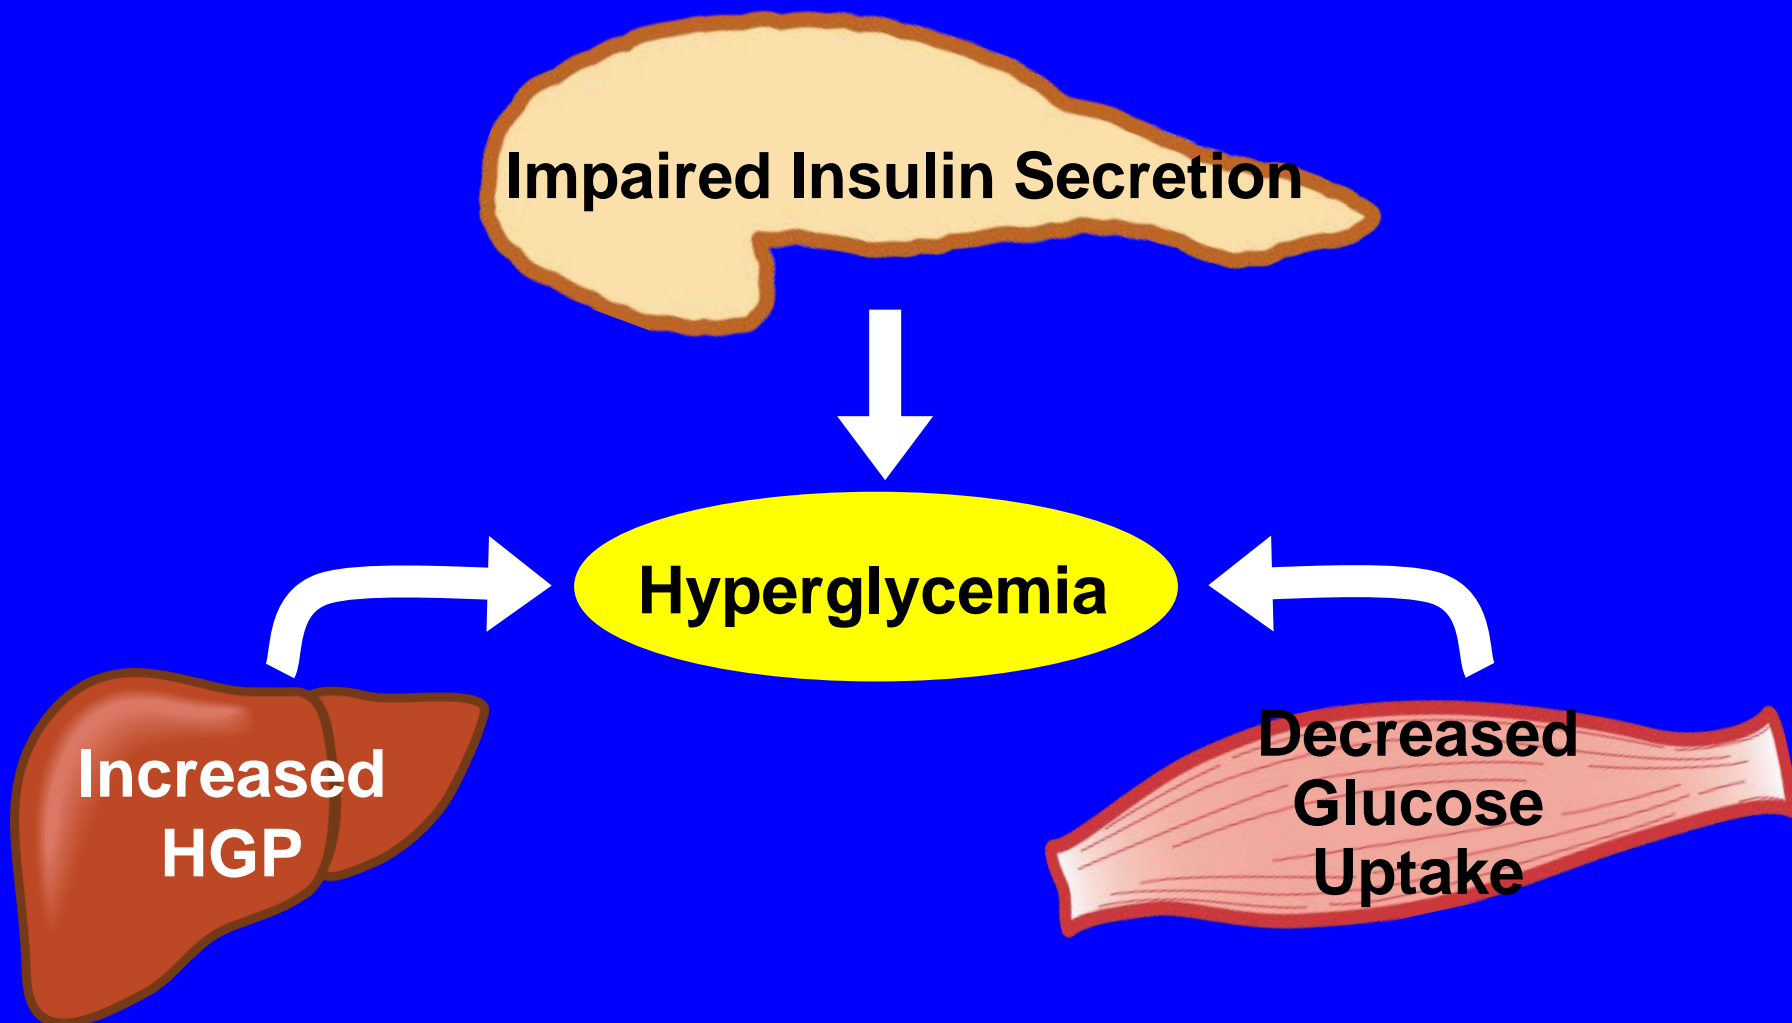 Impaired Insulin Secretion
Hyperglycemia
Increased
HGP
Decreased
Glucose
Uptake